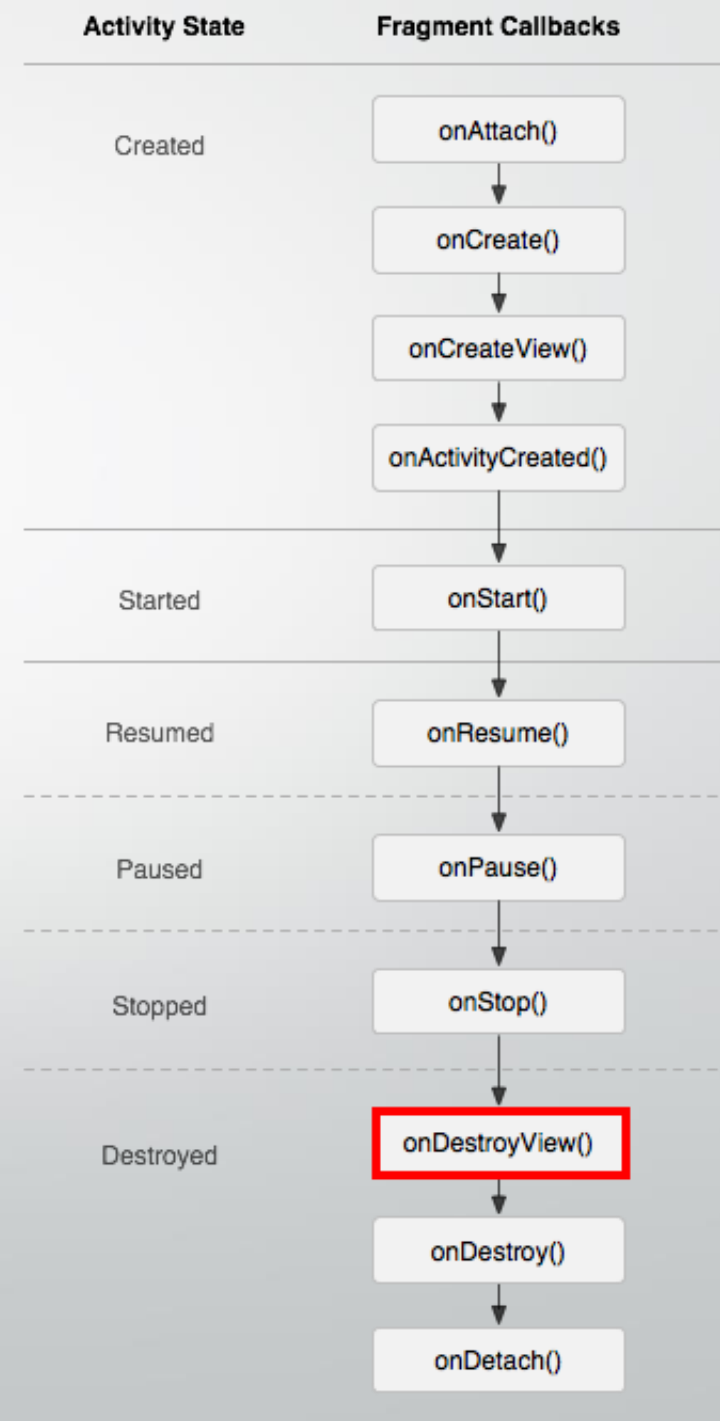 Activity State Fragment Callbacks
Created
onAttach()
onCreate()
onCreateView()
onActivityCreated()
Started
onStart()
Resumed
onResume()
Paused
onPause()
Stopped
onStop()
Destroyed
onDestroyView()
onDestroy()
onDetach()